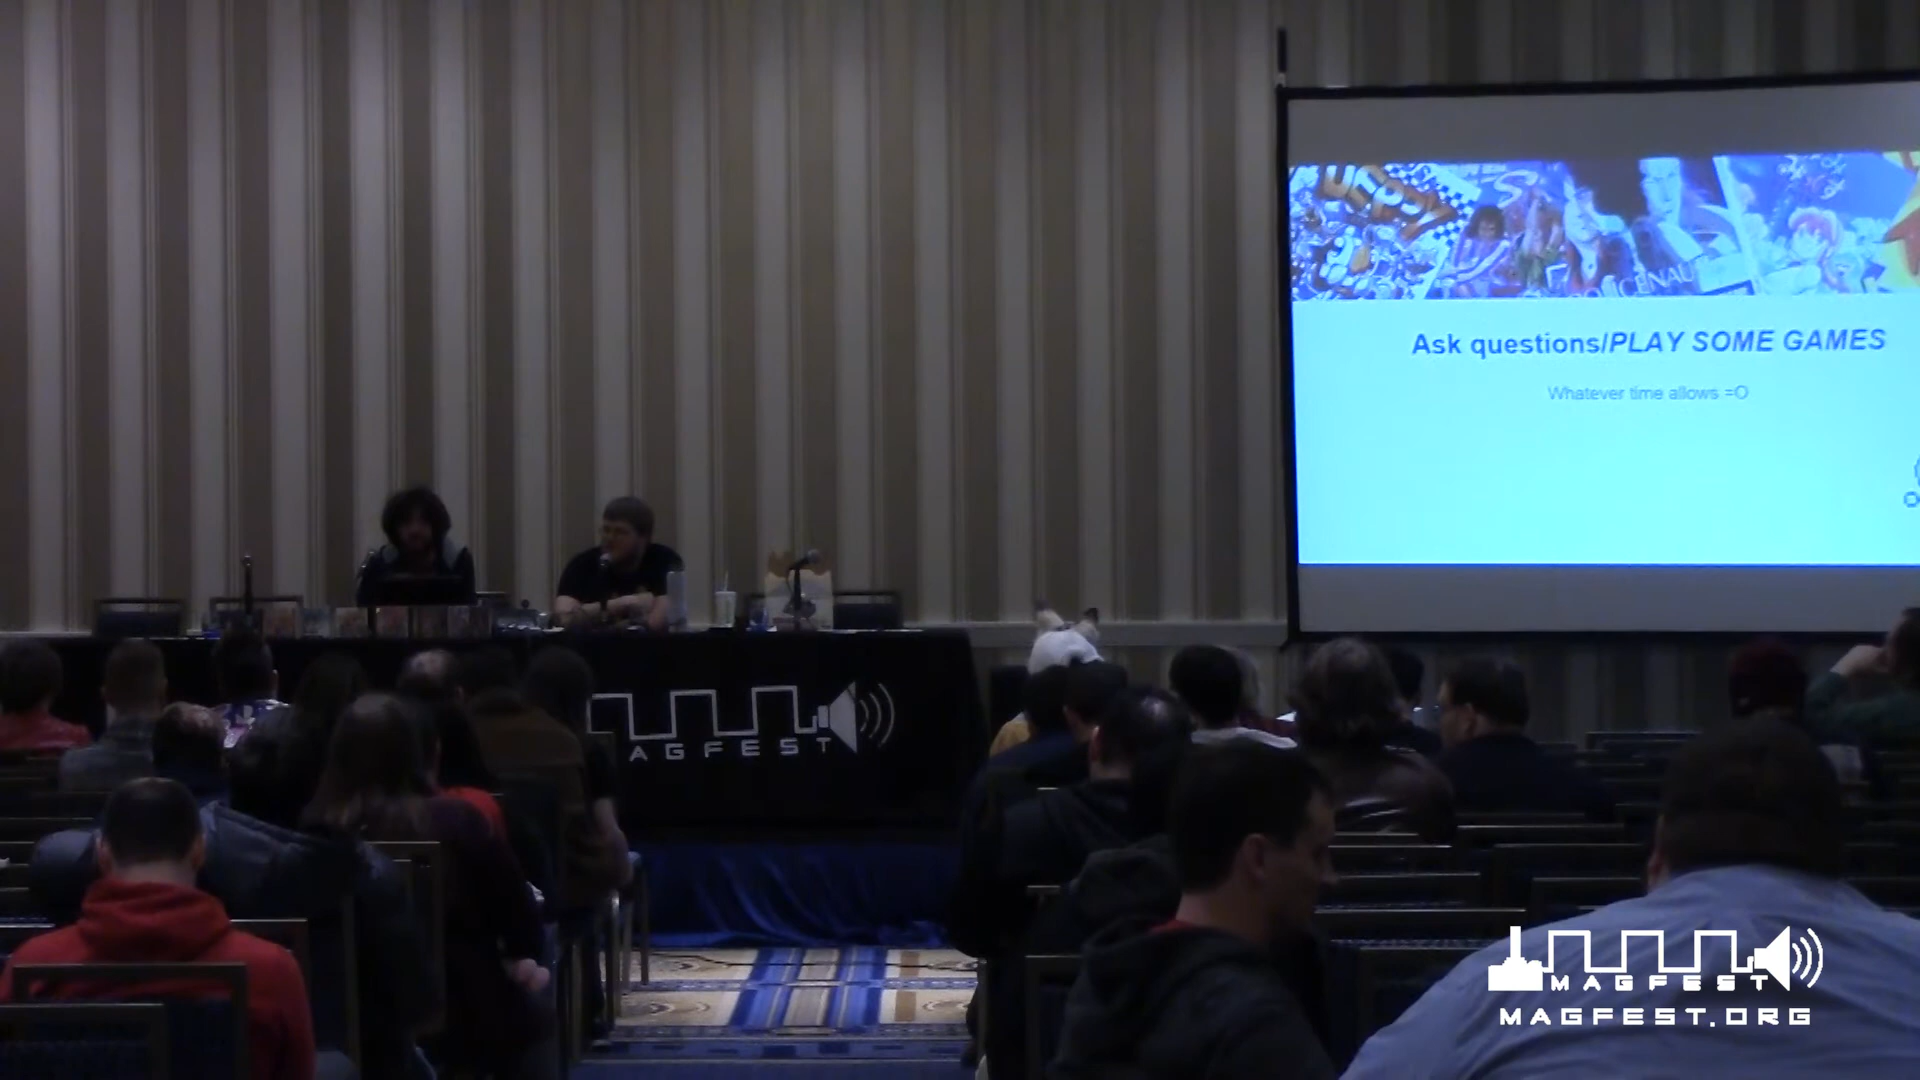 Ask questions/PLAY SOME GAMES
Whatever time allows =O
MAGFEST
MAGFEST
MAGFEST.ORG